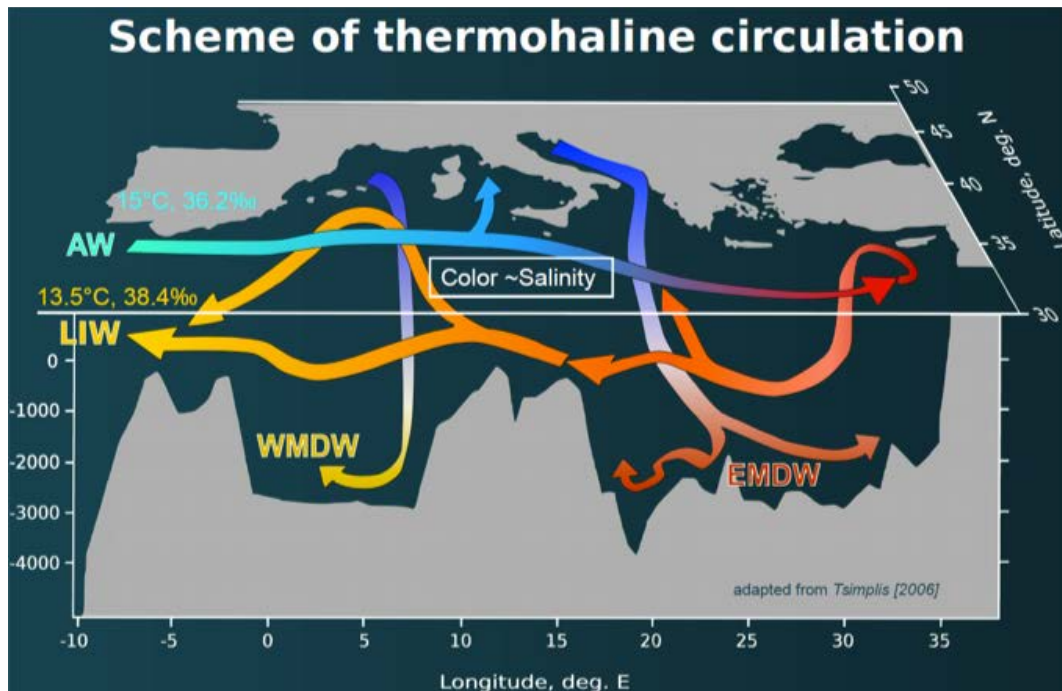 Scheme of thermohaline circulation
50
45
40
35
30
Latitude, deg. N
15°C, 36.2‰
AW
Color ~Salinity
13.5°C, 38.4‰
LIW
0
-1000
-2000
-3000
-4000
WMDW
EMDW
adapted from Tsimplis [2006]
-10
-5
0
5
10
15
20
25
30
35
Longitude, deg. E